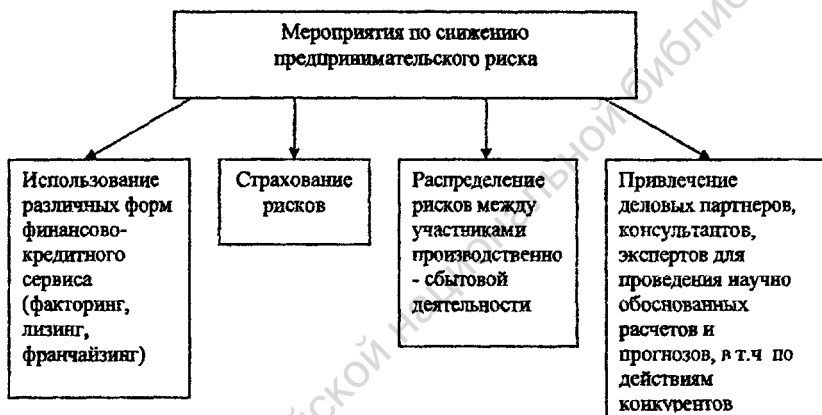 Мероприятия по снижению
предпринимательского риска
Использование
различных форм
финансово-
кредитного
сервиса
(факторинг,
лизинг,
франчайзинг)
Страхование
рисков
Распределение
рисков между
участниками
производственно
- сбытовой
деятельности
Привлечение
деловых партнеров,
консультантов,
экспертов для
проведения научно
обоснованных
расчетов и
прогнозов, в т.ч по
действиям
конкурентов
национальной